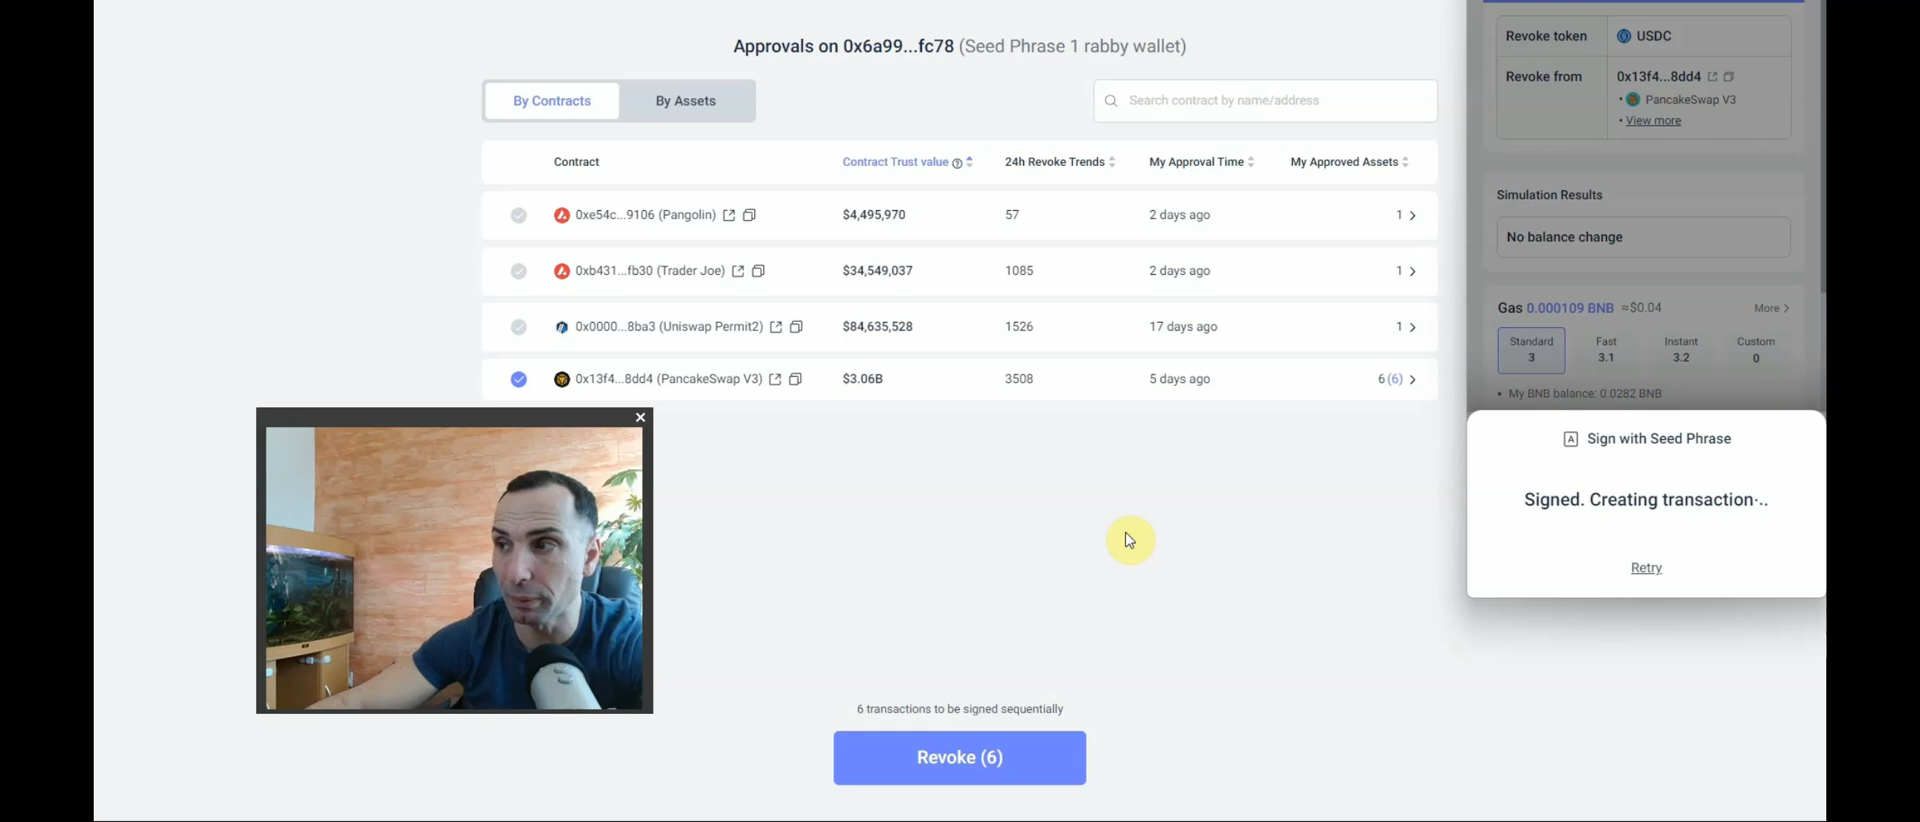 Approvals on 0x6a99...fc78 (Seed Phrase 1 rabby wallet)
By Contracts
By Assets
Search contract by name/address
Contract
Contract Trust value
24h Revoke Trends
My Approval Time
My Approved Assets
0xe54c...9106 (Pangolin)
$4,495,970
57
2 days ago
1
0xb431...fb30 (Trader Joe)
$34,549,037
1085
2 days ago
1
0x0000...8ba3 (Uniswap Permit2)
$84,635,528
1526
17 days ago
1
0x13f4...8dd4 (PancakeSwap V3)
$3.06B
3508
5 days ago
6 (6)
6 transactions to be signed sequentially
Revoke (6)
Revoke token
USDC
Revoke from
0x13f4...8dd4
• PancakeSwap V3
• View more
Simulation Results
No balance change
Gas 0.000109 BNB ≈$0.04
More
Standard
3
Fast
3.1
Instant
3.2
Custom
0
• My BNB balance: 0.0282 BNB
A Sign with Seed Phrase
Signed. Creating transaction...
Retry